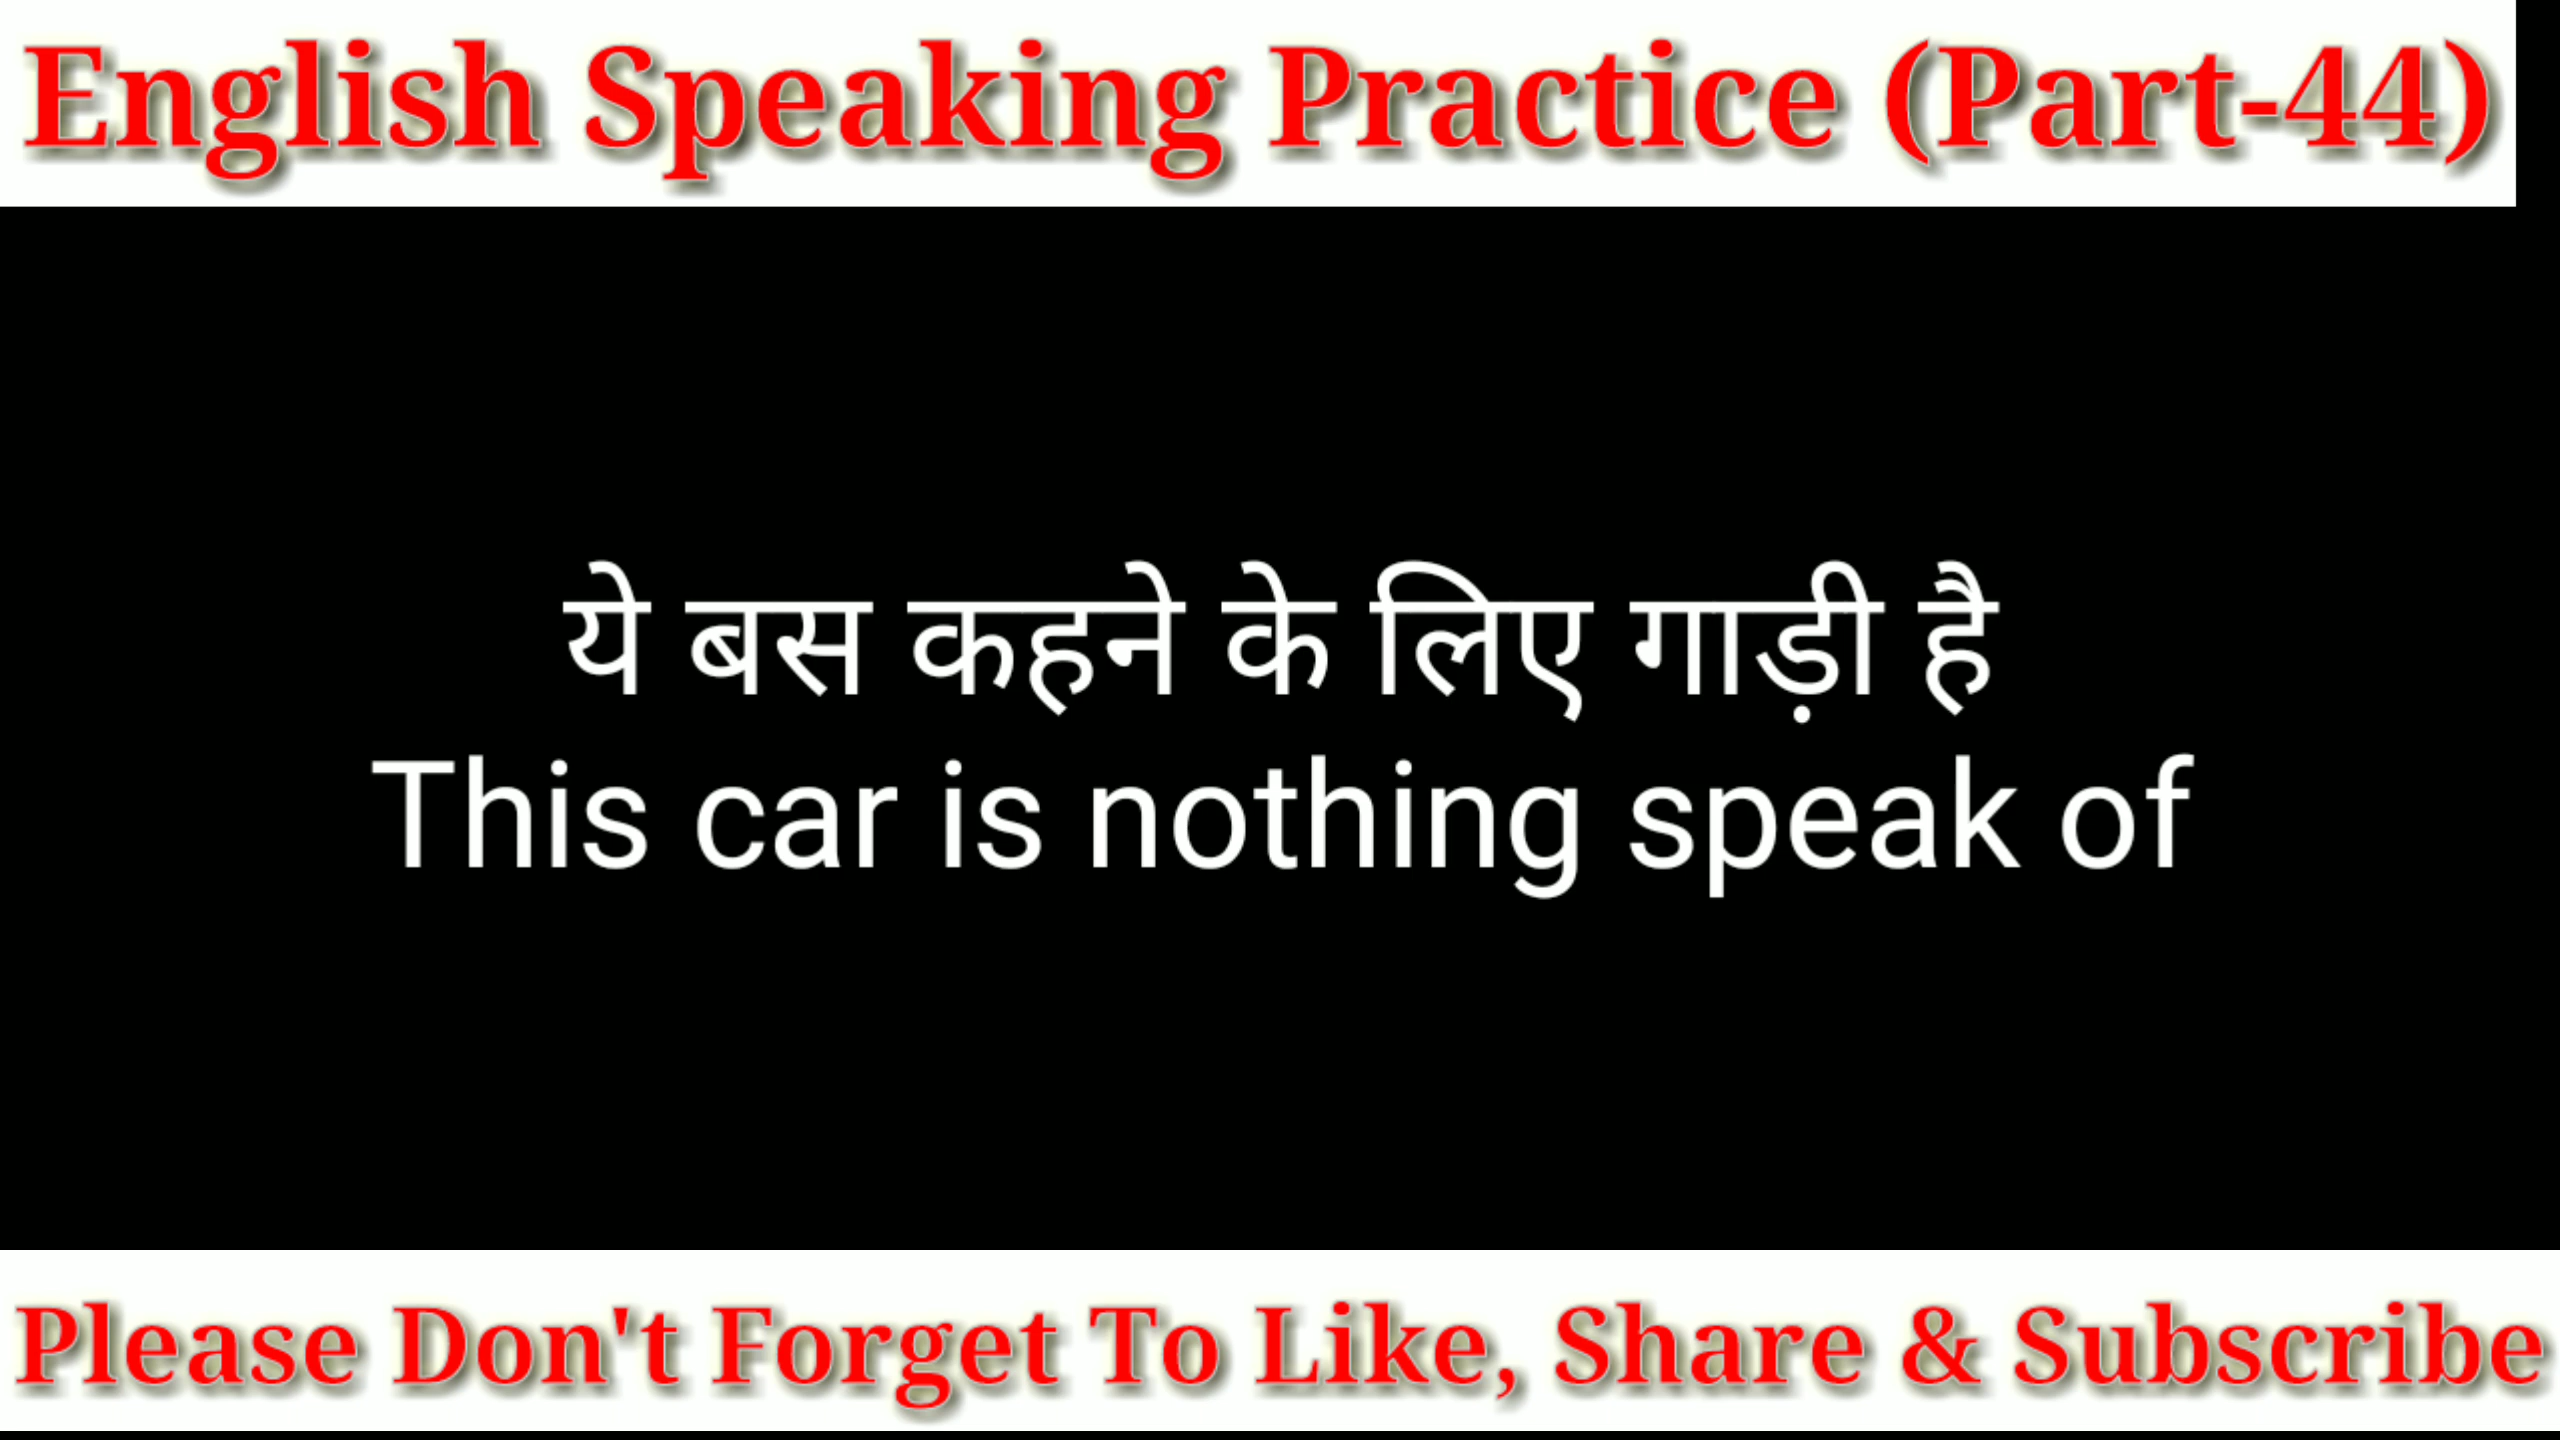 English Speaking Practice (Part-44)
ये बस कहने के लिए गाड़ी है
This car is nothing speak of
Please Don't Forget To Like, Share & Subscribe